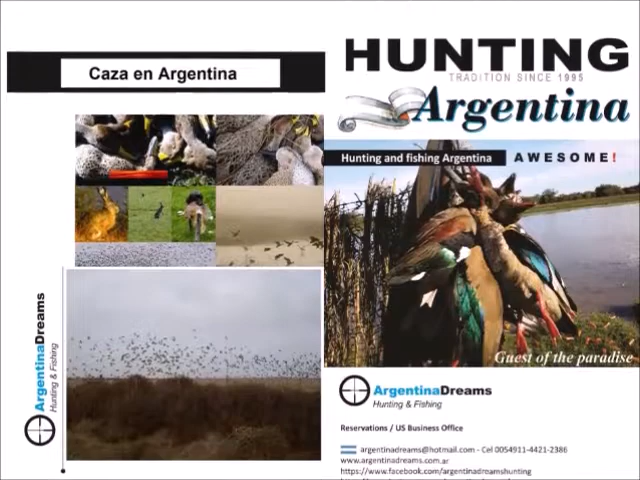 Caza en Argentina
ArgentinaDreams
Hunting & Fishing
HUNTING
TRADITION SINCE 1995
Argentina
Hunting and fishing Argentina
AWESOME!
Guest of the paradise
ArgentinaDreams
Hunting & Fishing
Reservations / US Business Office
argentinadreams@hotmail.com - Cel 0054911-4421-2386
www.argentinadreams.com.ar
https://www.facebook.com/argentinadreamshunting